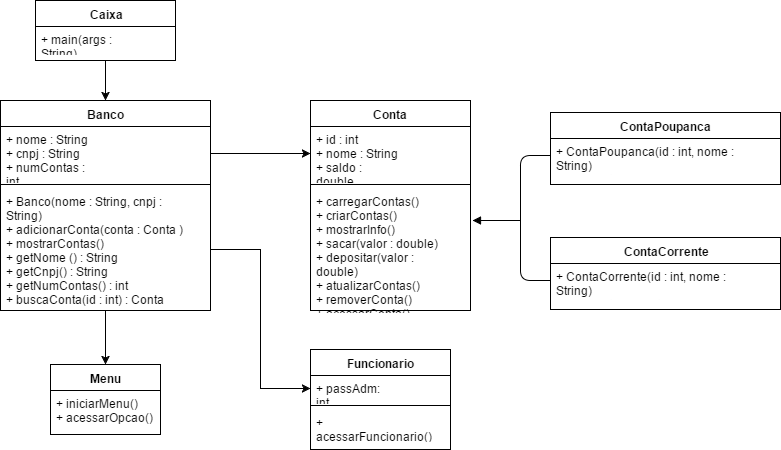 Caixa
+ main(args :
String)
Banco
+ nome : String
+ cnpj : String
+ numContas :
int
+ Banco(nome : String, cnpj :
String)
+ adicionarConta(conta : Conta )
+ mostrarContas()
+ getNome () : String
+ getCnpj() : String
+ getNumContas() : int
+ buscaConta(id : int) : Conta
Conta
+ id : int
+ nome : String
+ saldo :
double
+ carregarContas()
+ criarContas()
+ mostrarInfo()
+ sacar(valor : double)
+ depositar(valor :
double)
+ atualizarContas()
+ removerConta()
+ acessarConta()
ContaPoupanca
+ ContaPoupanca(id : int, nome :
String)
ContaCorrente
+ ContaCorrente(id : int, nome :
String)
Menu
+ iniciarMenu()
+ acessarOpcao()
Funcionario
+ passAdm:
int
+
acessarFuncionario()